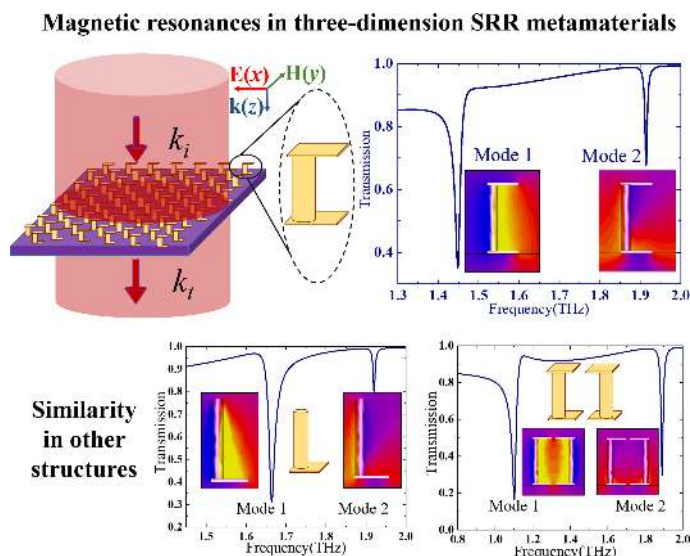 Magnetic resonances in three-dimension SRR metamaterials
E(x)
H(y)
k(z)
k_i
k_t
Transmission
1.0
0.8
0.6
0.4
Mode 1
Mode 2
1.3 1.4 1.5 1.6 1.7 1.8 1.9 2.0
Frequency(THz)
Similarity
in other
structures
Transmission
1.0
0.9
0.8
0.7
0.6
0.5
0.4
0.3
0.2
Mode 1
Mode 2
1.5 1.6 1.7 1.8 1.9 2.0
Frequency(THz)
Transmission
1.0
0.8
0.6
0.4
0.2
0.0
Mode 1
Mode 2
0.8 1.0 1.2 1.4 1.6 1.8 2.0
Frequency(THz)